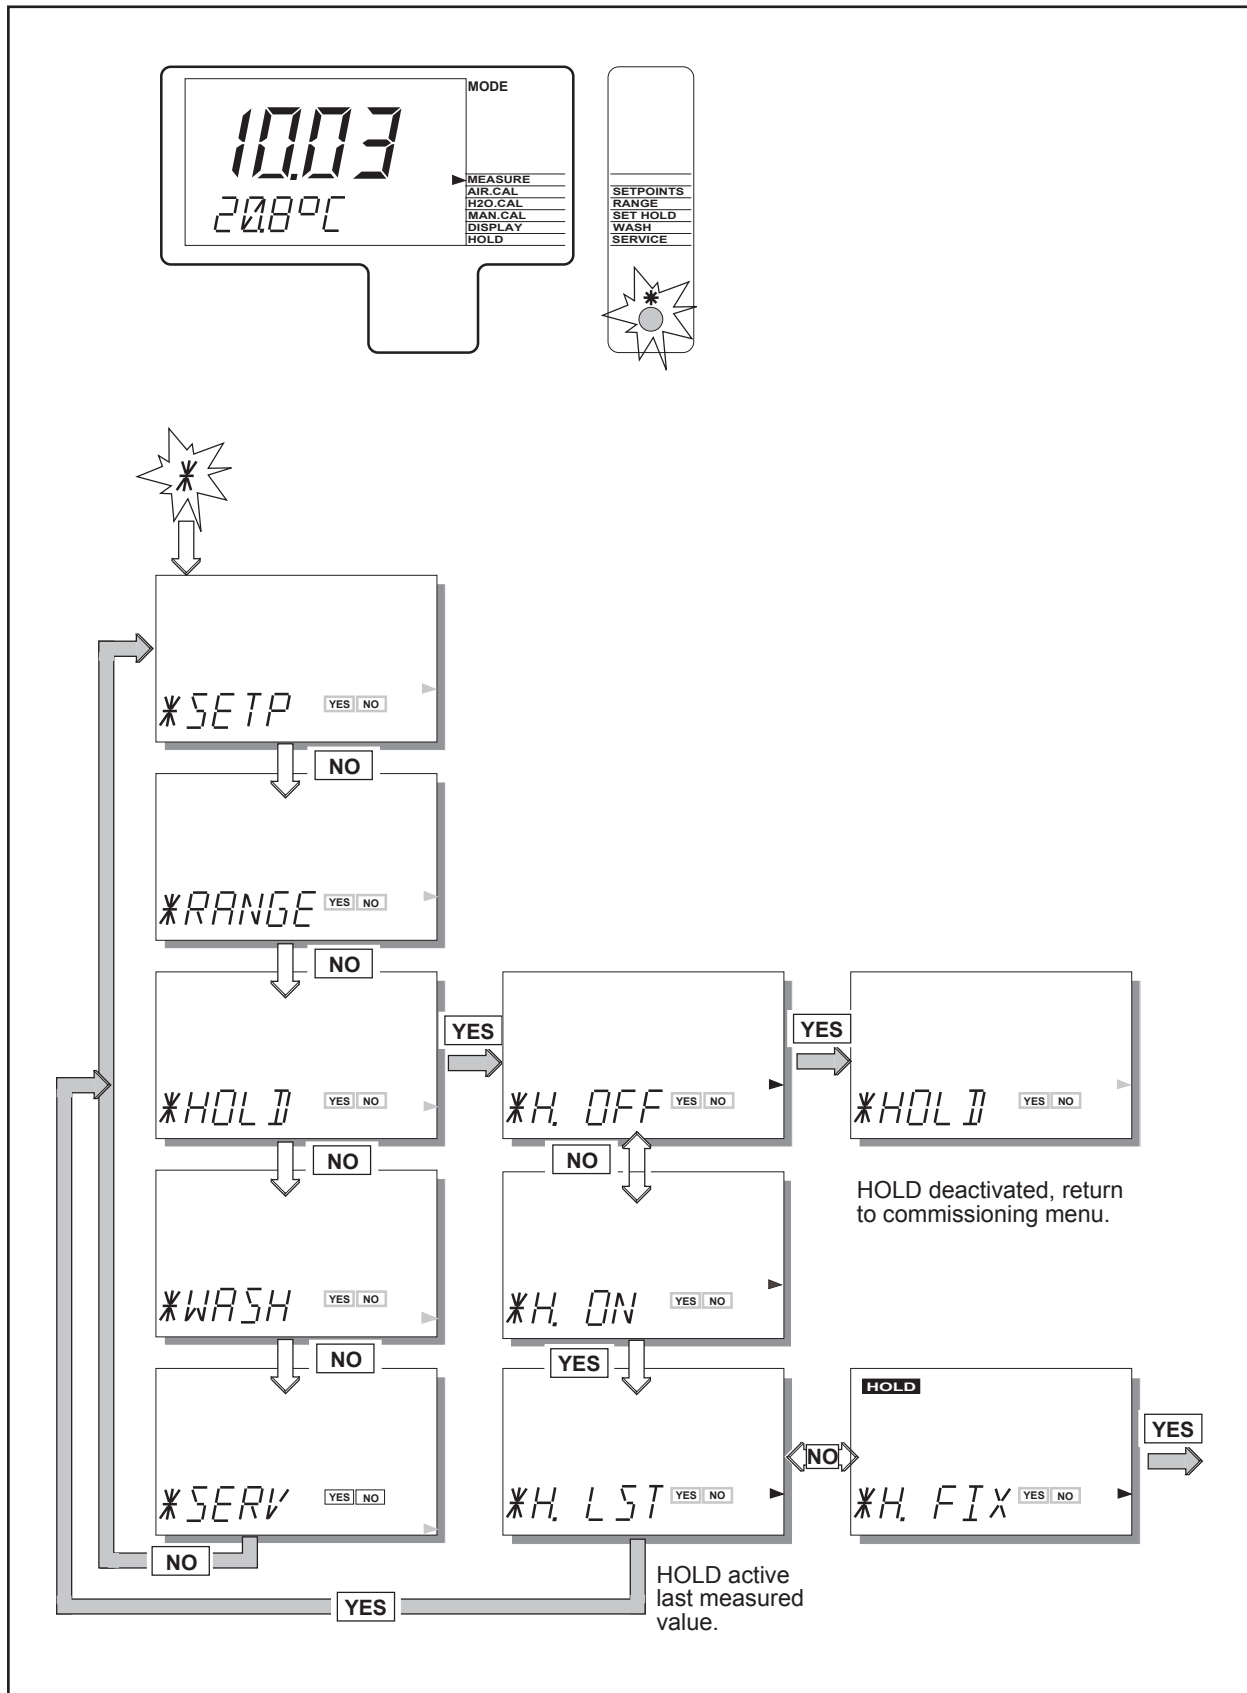 MODE
10.03
20.8°C
MEASURE
AIR.CAL
H2O.CAL
MAN.CAL
DISPLAY
HOLD
SETPOINTS
RANGE
SET HOLD
WASH
SERVICE
*
*
*SETP YES NO
NO
*RANGE YES NO
NO
*HOLD YES NO
YES
*H. OFF YES NO
YES
*HOLD YES NO
NO
NO
HOLD deactivated, return
to commissioning menu.
*WASH YES NO
*H. ON YES NO
NO
YES
*SERV YES NO
*H. LST YES NO
NO
HOLD
*H. FIX YES NO
YES
NO
HOLD active
last measured
value.
YES